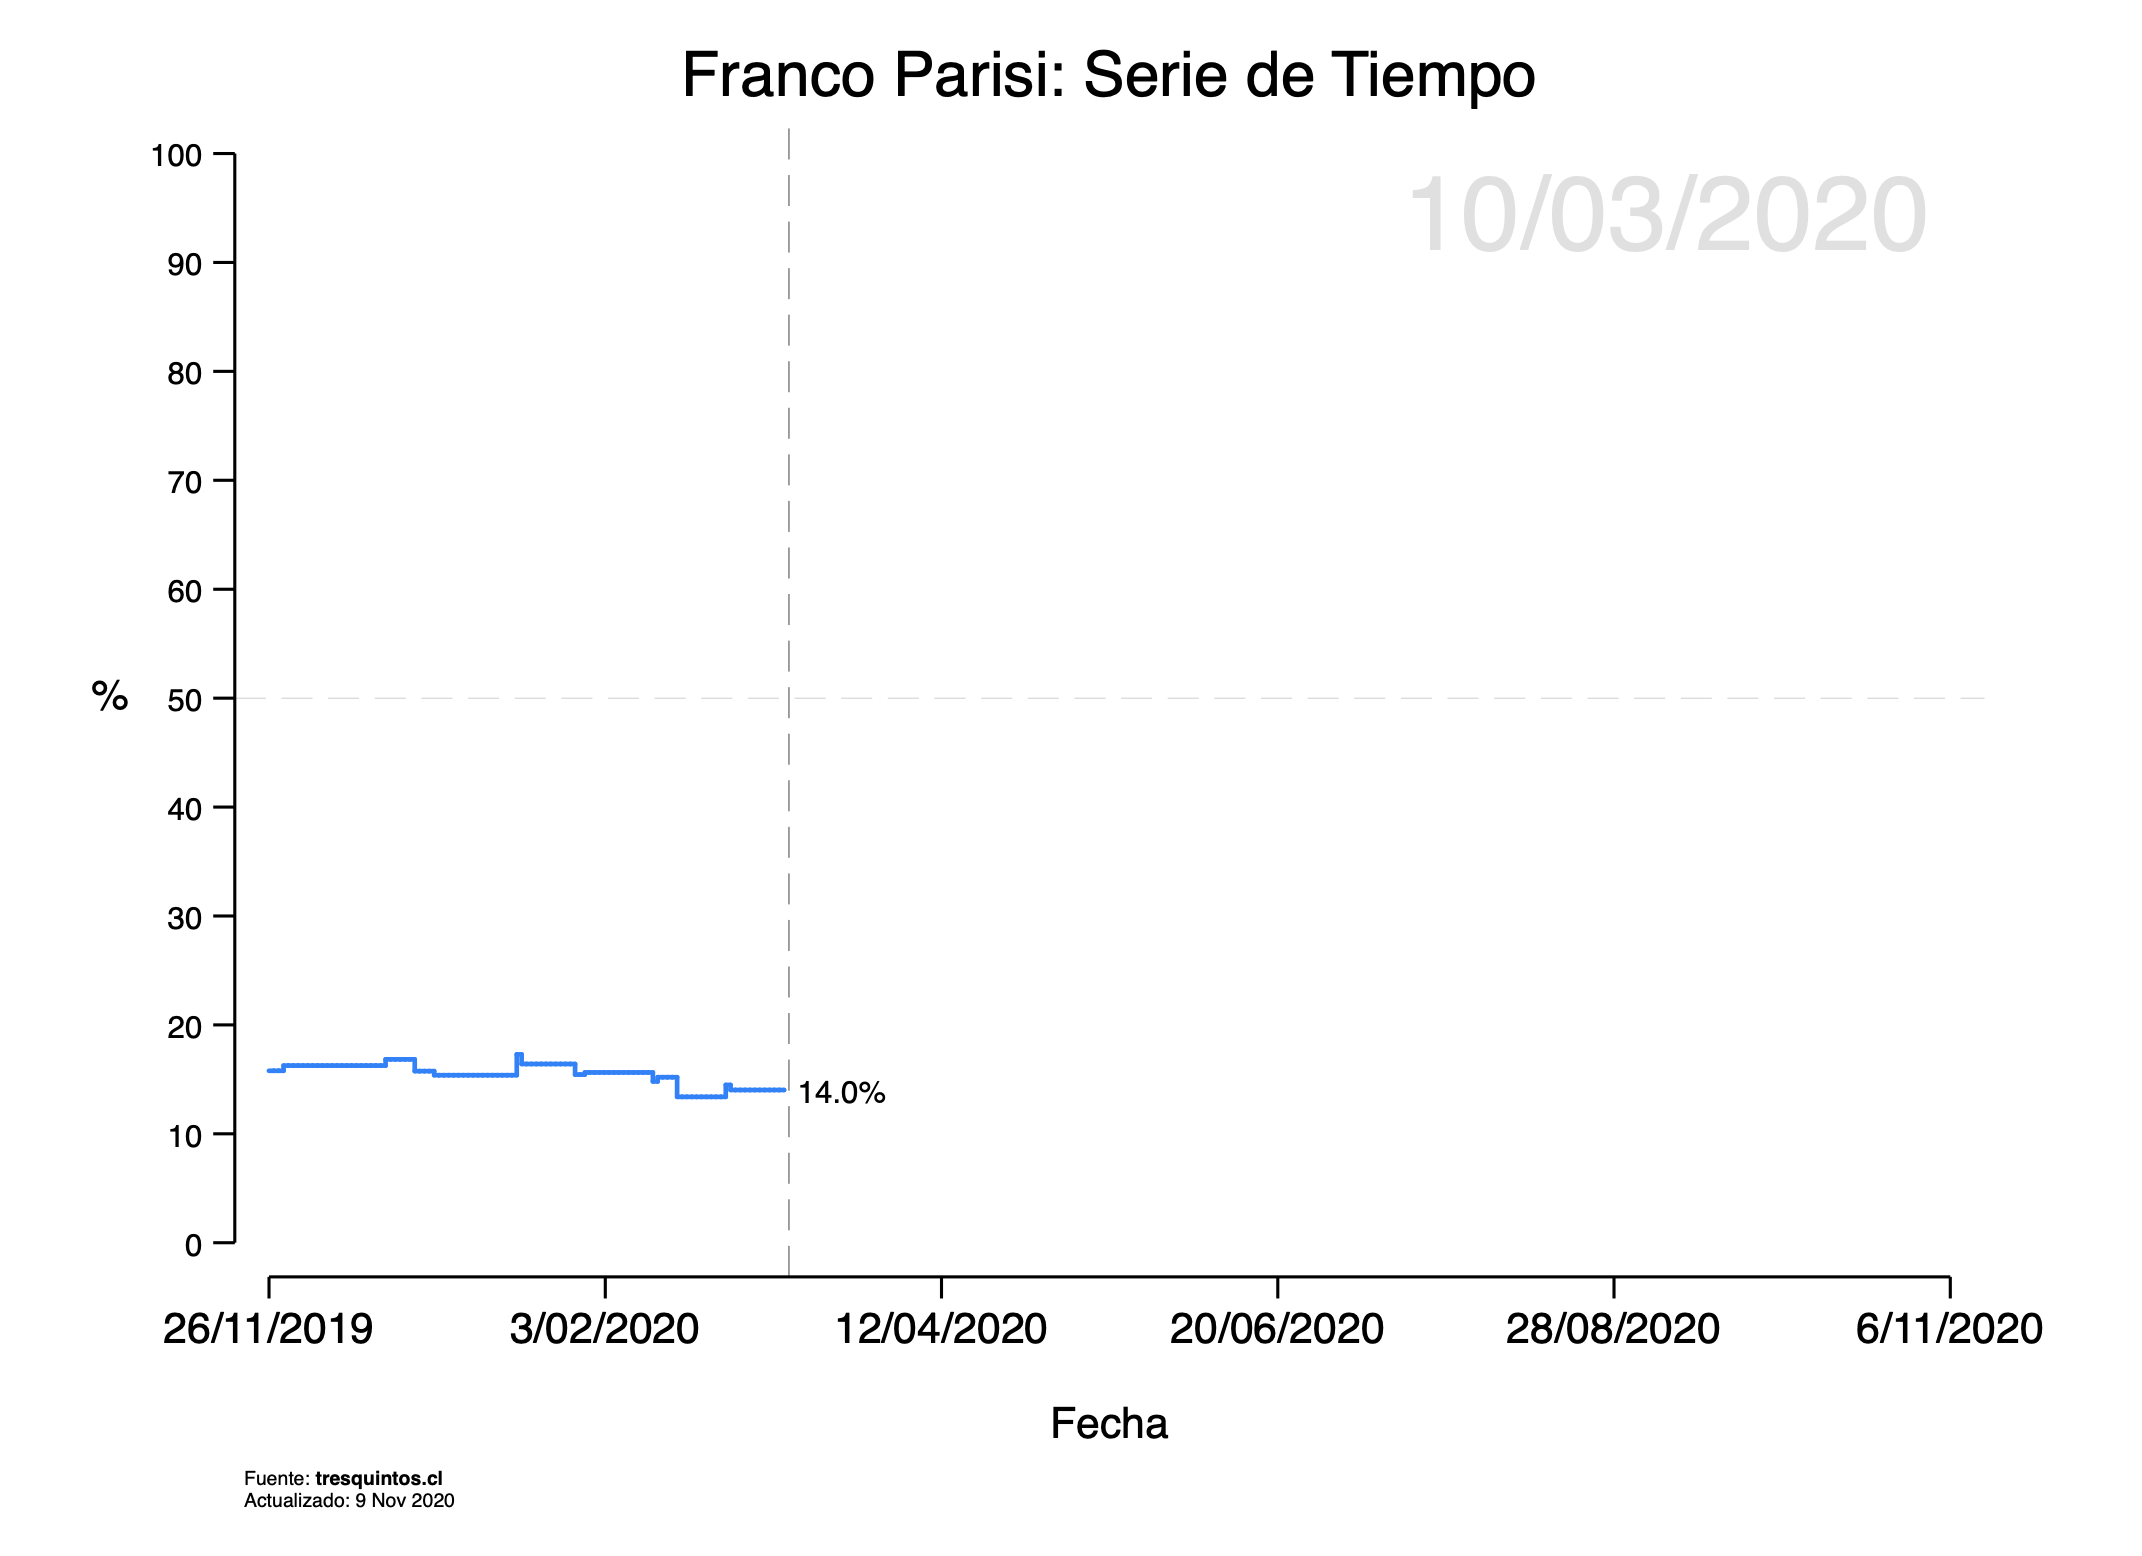 Franco Parisi: Serie de Tiempo
10/03/2020
100
90
80
70
60
% 50
40
30
20
14.0%
10
0
26/11/2019 3/02/2020 12/04/2020 20/06/2020 28/08/2020 6/11/2020
Fecha
Fuente: tresquintos.cl
Actualizado: 9 Nov 2020